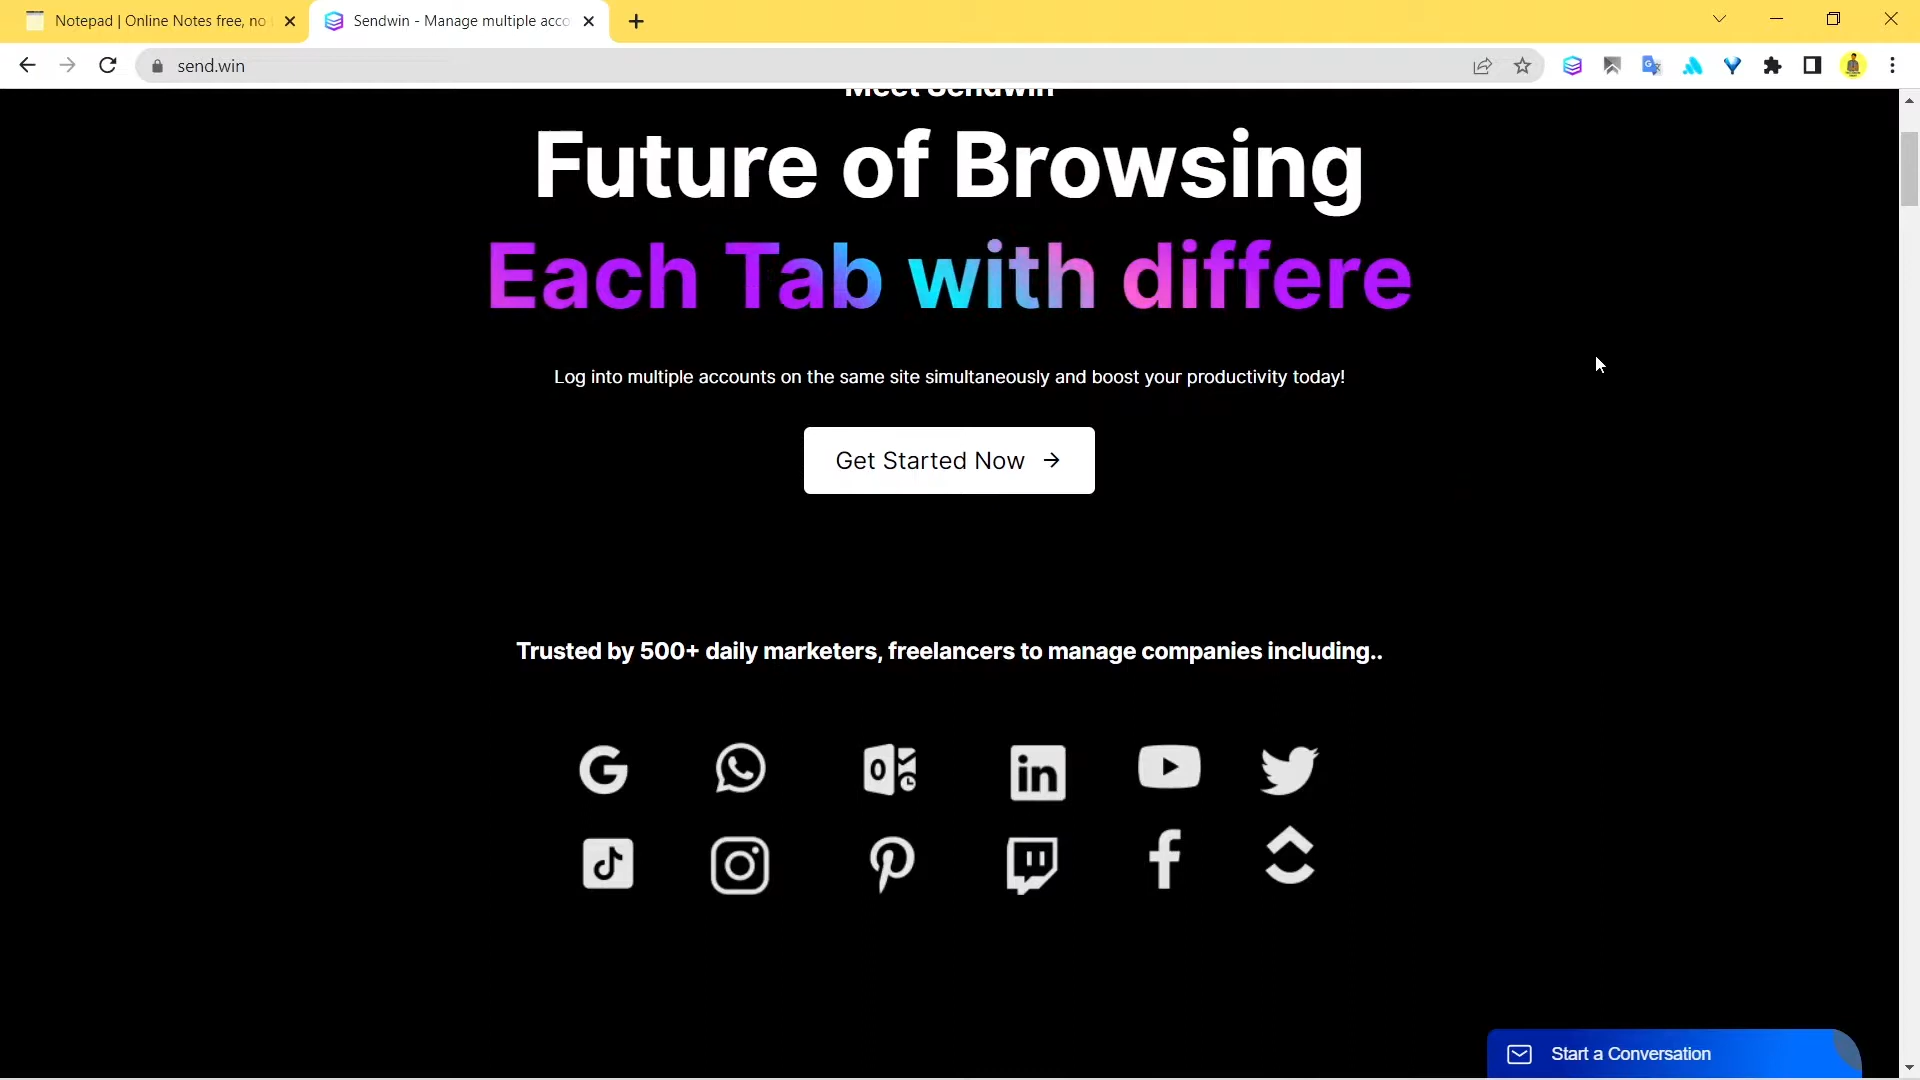 Notepad | Online Notes free, no
Sendwin - Manage multiple acco
send.win
Meet Sendwin
Future of Browsing
Each Tab with differe
Log into multiple accounts on the same site simultaneously and boost your productivity today!
Get Started Now
Trusted by 500+ daily marketers, freelancers to manage companies including..
Start a Conversation